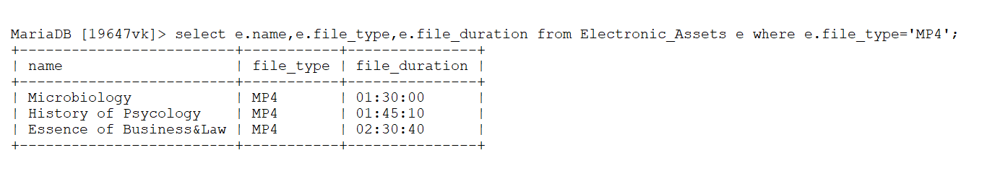 MariaDB [19647vk]> select e.name,e.file_type,e.file_duration from Electronic_Assets e where e.file_type='MP4';
+-------------------------+-----------+---------------+
| name                    | file_type | file_duration |
+-------------------------+-----------+---------------+
| Microbiology            | MP4       | 01:30:00      |
| History of Psycology    | MP4       | 01:45:10      |
| Essence of Business&Law | MP4       | 02:30:40      |
+-------------------------+-----------+---------------+